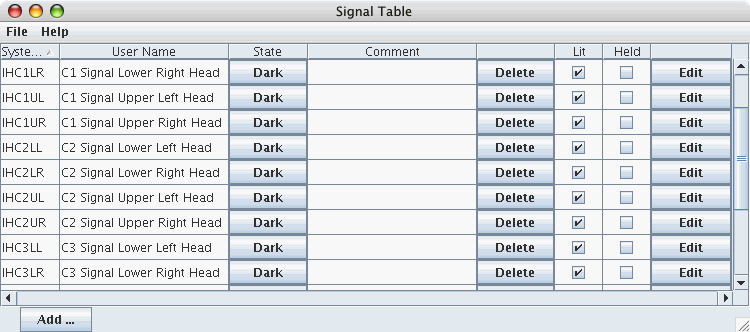 Signal Table
File Help
Syste... User Name State Comment Lit Held
IHC1LR C1 Signal Lower Right Head Dark Delete Edit
IHC1UL C1 Signal Upper Left Head Dark Delete Edit
IHC1UR C1 Signal Upper Right Head Dark Delete Edit
IHC2LL C2 Signal Lower Left Head Dark Delete Edit
IHC2LR C2 Signal Lower Right Head Dark Delete Edit
IHC2UL C2 Signal Upper Left Head Dark Delete Edit
IHC2UR C2 Signal Upper Right Head Dark Delete Edit
IHC3LL C3 Signal Lower Left Head Dark Delete Edit
IHC3LR C3 Signal Lower Right Head Dark Delete Edit
Add ...